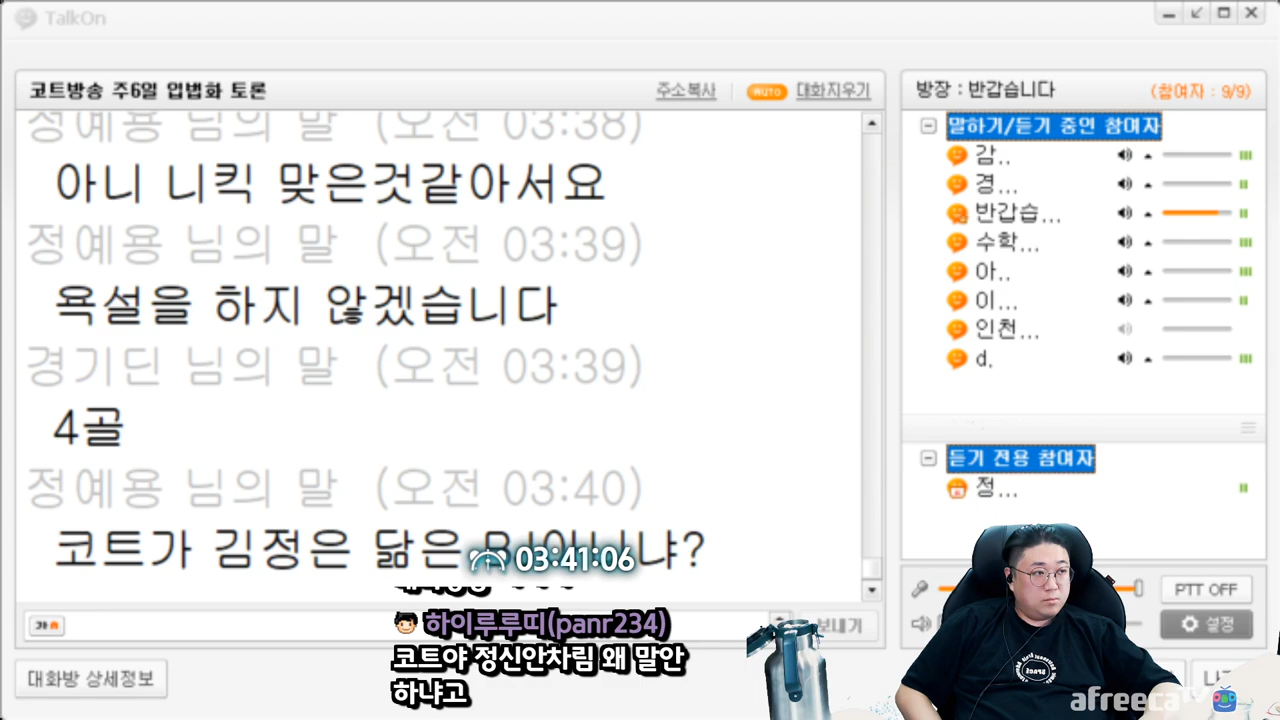 TalkOn
코트방송 주6일 입법화 토론
주소복사
AUTO
대화지우기
정예용 님의 말 (오전 03:38)
아니 니킥 맞은것같아서요
정예용 님의 말 (오전 03:39)
욕설을 하지 않겠습니다
경기딘 님의 말 (오전 03:39)
4골
정예용 님의 말 (오전 03:40)
코트가 김정은 닮은
03:41:06
냐?
하이루루띠(panr234)
코트야 정신안차림 왜 말안
하냐고
가
보내기
대화방 상세정보
방장 : 반갑습니다
(참여자 : 9/9)
말하기/듣기 중인 참여자
감..
경...
반갑습...
수학...
아..
이...
인천...
d.
듣기 전용 참여자
정...
PTT OFF
설정
afreecaTV